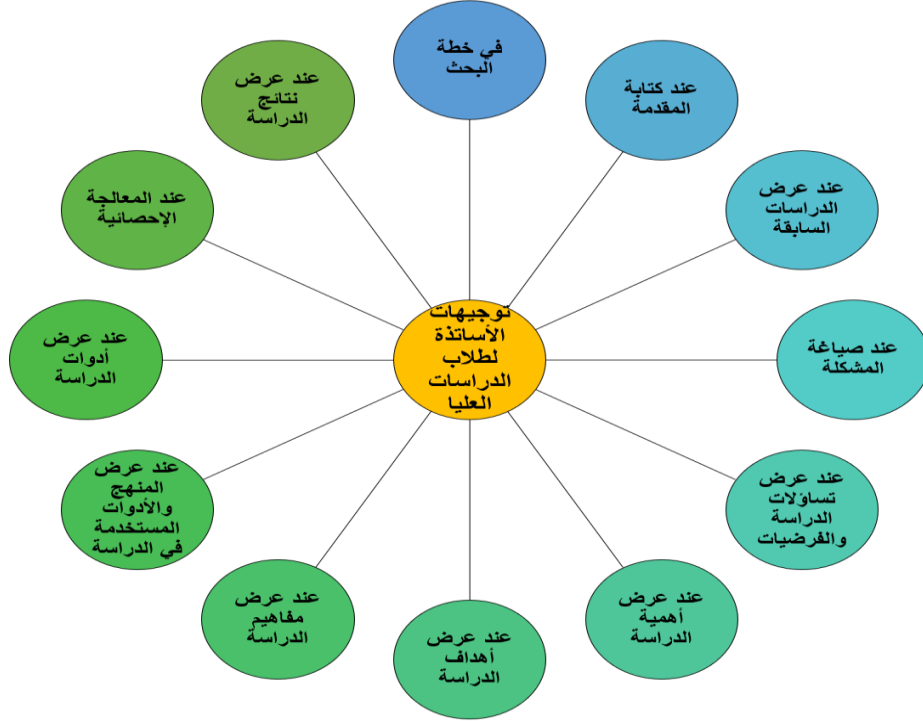 في خطة
البحث
عند كتابة
المقدمة
عند عرض
الدراسات
السابقة
عند صياغة
المشكلة
عند عرض
تساؤلات
الدراسة
والفرضيات
عند عرض
أهمية
الدراسة
عند عرض
أهداف
الدراسة
عند عرض
مفاهيم
الدراسة
عند عرض
المنهج
والأدوات
المستخدمة
في الدراسة
عند عرض
أدوات
الدراسة
عند المعالجة
الإحصائية
عند عرض
نتائج
الدراسة
توجيهات
الأساتذة
لطلاب
الدراسات
العليا